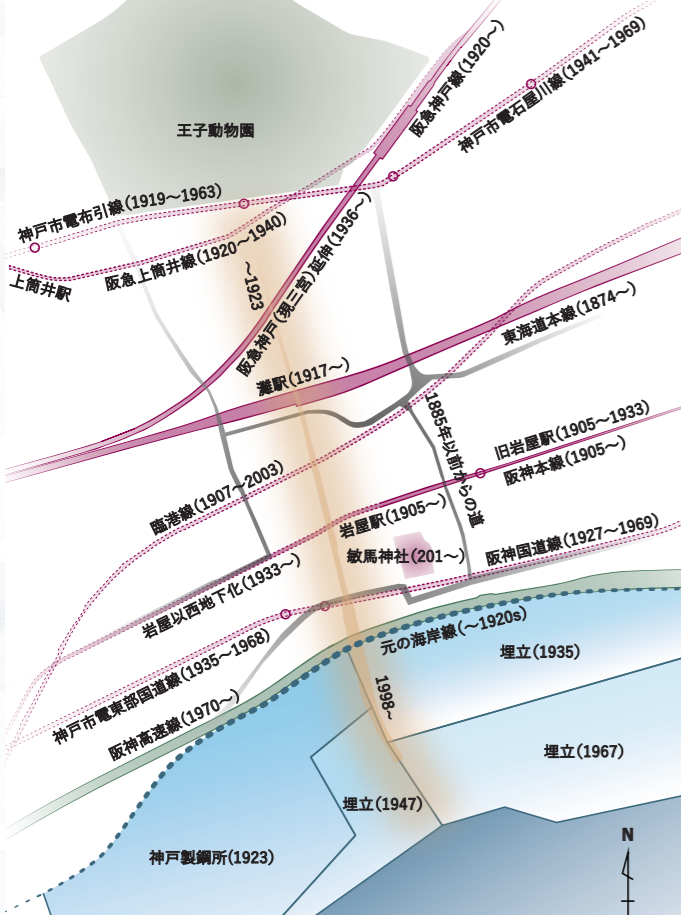 阪急神戸線(1920〜)
神戸市電石屋川線(1941〜1969)
王子動物園
神戸市電布引線(1919〜1963)
上筒井駅
阪急上筒井線(1920〜1940)
〜1923
阪急神戸(現三宮)延伸(1936〜)
東海道本線(1874〜)
灘駅(1917〜)
1885年以前からの道
旧岩屋駅(1905〜1933)
阪神本線(1905〜)
臨港線(1907〜2003)
岩屋駅(1905〜)
敏馬神社(201〜)
阪神国道線(1927〜1969)
岩屋以西地下化(1933〜)
元の海岸線(〜1920s)
埋立(1935)
神戸市電東部国道線(1935〜1968)
阪神高速線(1970〜)
1998〜
埋立(1967)
埋立(1947)
神戸製鋼所(1923)
N